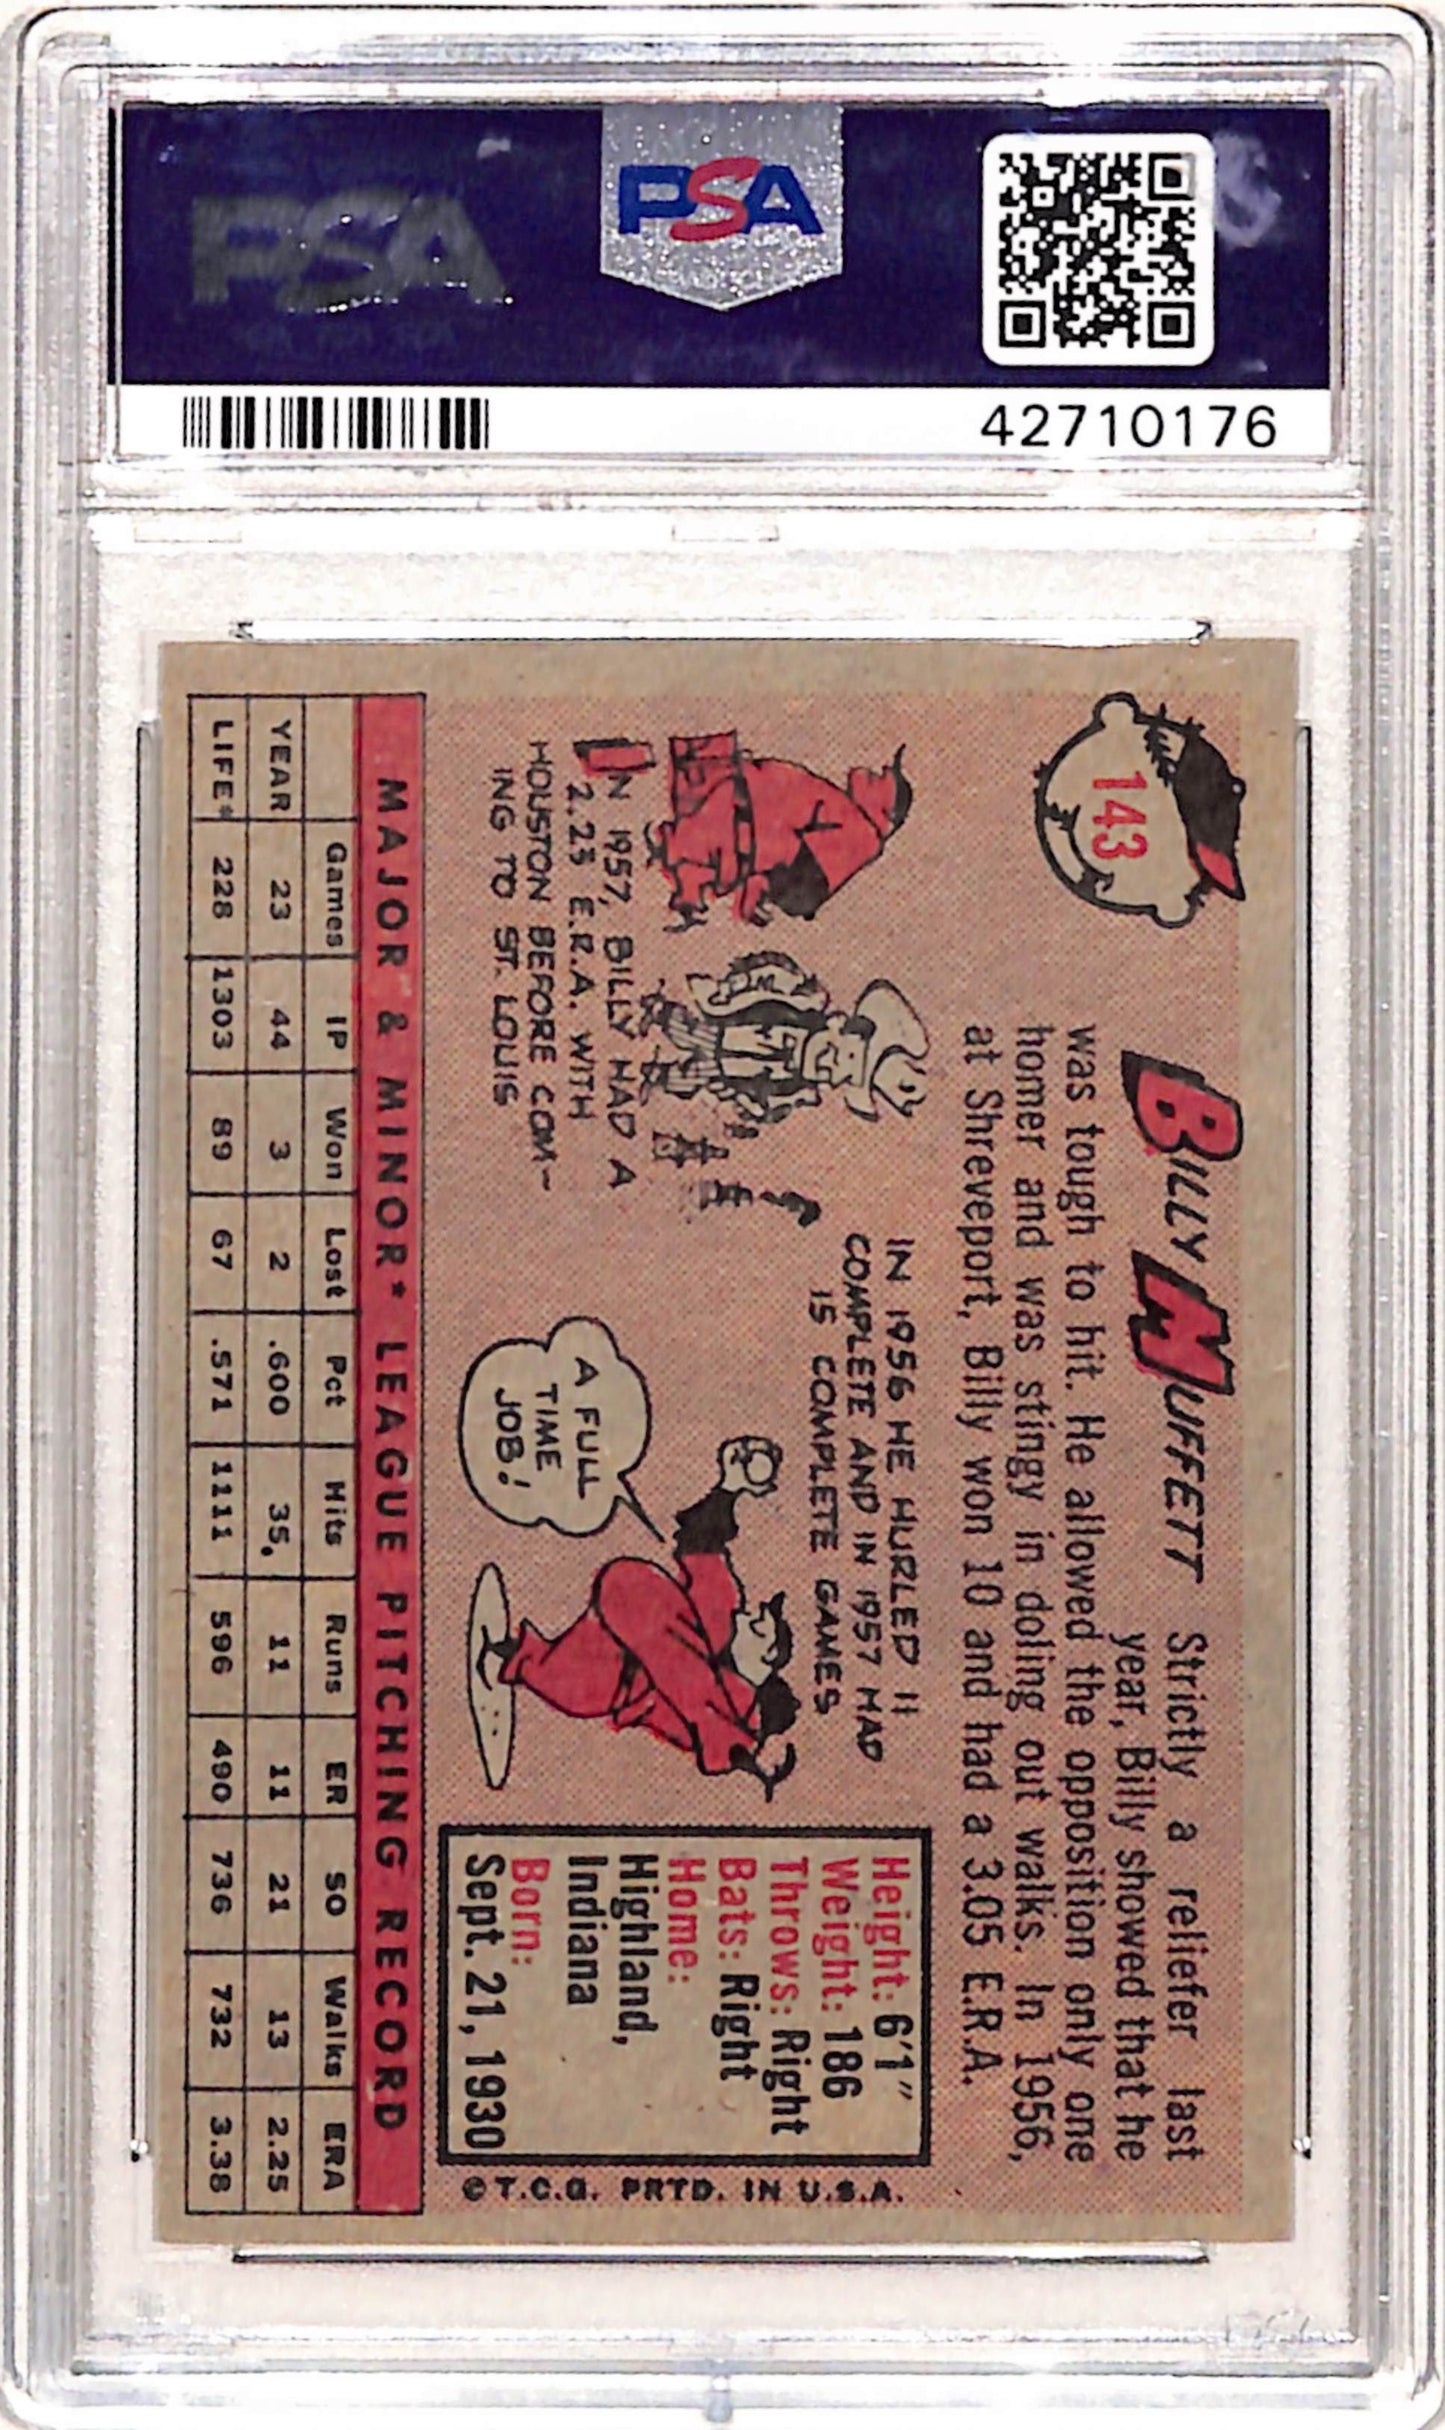 PSA
PSA
42710176
143
BILLY MUFFETT Strictly a reliefer last
year, Billy showed that he
was tough to hit. He allowed the opposition only one
homer and was stingy in doling out walks. In 1956,
at Shreveport, Billy won 10 and had a 3.05 E.R.A.
IN 1957, BILLY HAD A
2.23 E.R.A. WITH
HOUSTON BEFORE COM-
ING TO ST. LOUIS
IN 1956 HE HURLED 11
COMPLETE AND IN 1957 HAD
15 COMPLETE GAMES
A FULL
TIME
JOB!
Height: 6'1"
Weight: 186
Throws: Right
Bats: Right
Home:
Highland,
Indiana
Born:
Sept. 21, 1930
©T.C.G. PRTD. IN U.S.A.
MAJOR & MINOR* LEAGUE PITCHING RECORD
Games IP Won Lost Pct Hits Runs ER SO Walks ERA
YEAR 23 44 3 2 .600 35. 11 11 21 13 2.25
LIFE* 228 1303 89 67 .571 1111 596 490 736 732 3.38